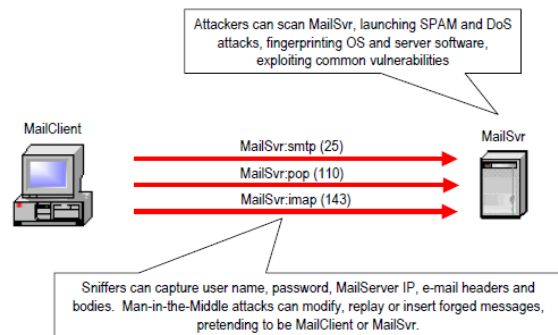 Attackers can scan MailSvr, launching SPAM and DoS
attacks, fingerprinting OS and server software,
exploiting common vulnerabilities
MailClient
MailSvr
MailSvr:smtp (25)
MailSvr:pop (110)
MailSvr:imap (143)
Sniffers can capture user name, password, MailServer IP, e-mail headers and
bodies. Man-in-the-Middle attacks can modify, replay or insert forged messages,
pretending to be MailClient or MailSvr.